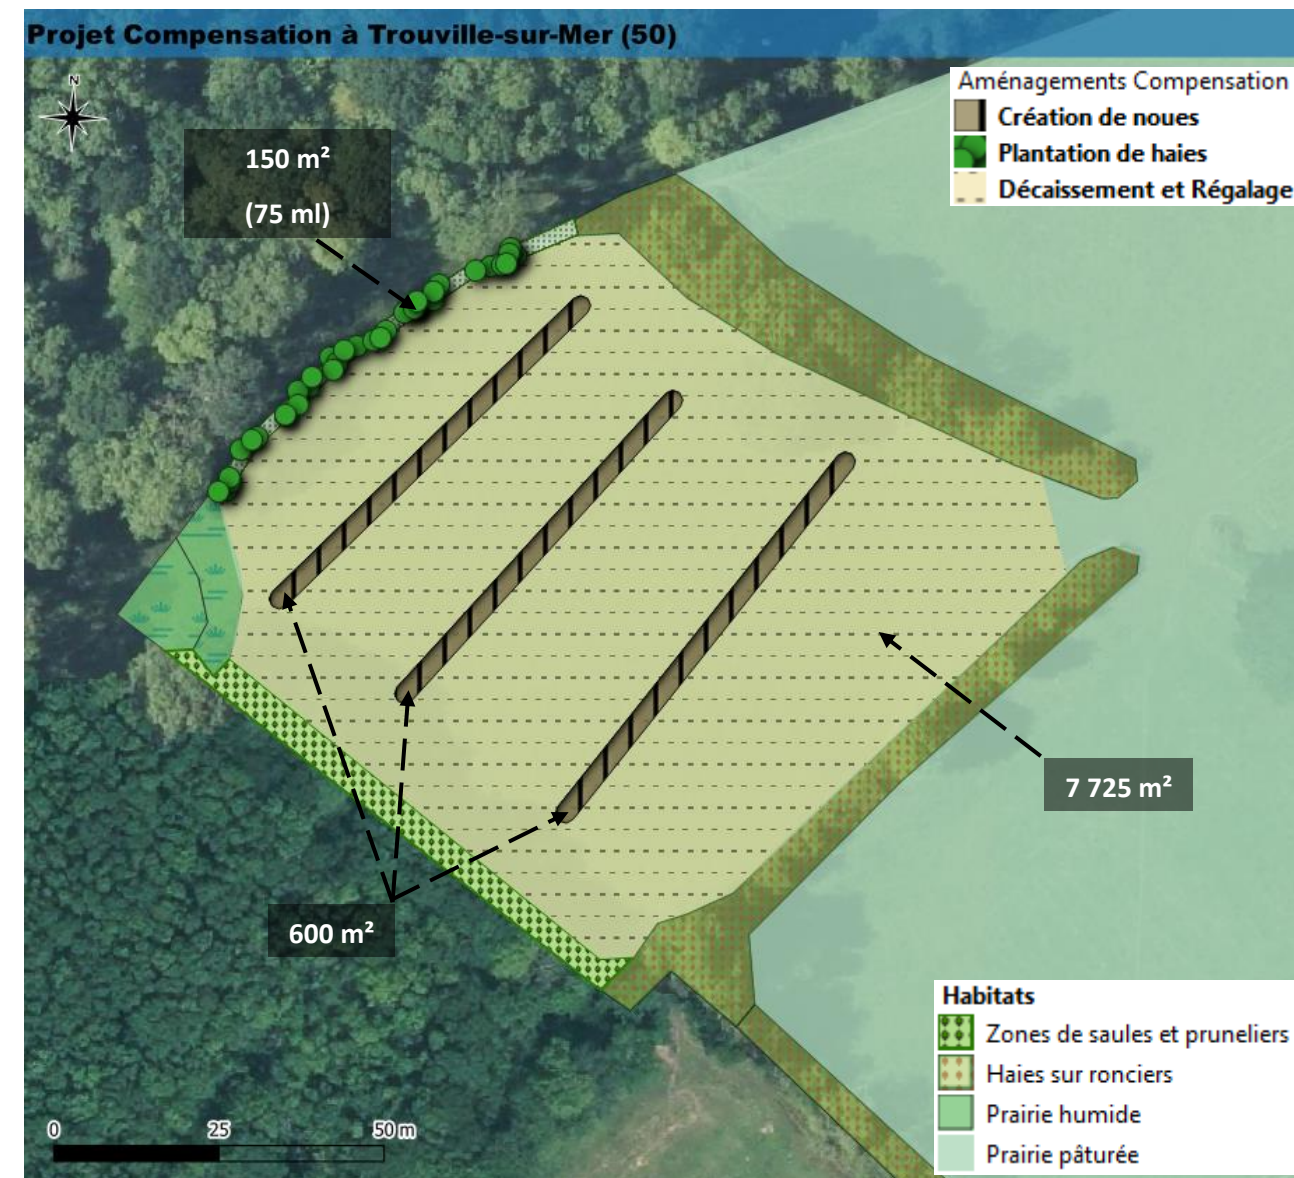 Projet Compensation à Trouville-sur-Mer (50)
N
Aménagements Compensation
Création de noues
Plantation de haies
Décaissement et Régalage
150 m²
(75 ml)
7 725 m²
600 m²
Habitats
Zones de saules et pruneliers
Haies sur ronciers
Prairie humide
Prairie pâturée
0 25 50 m